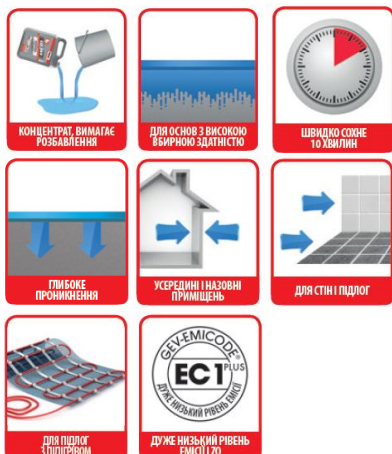 КОНЦЕНТРАТ, ВИМАГАЄ
РОЗБАВЛЕННЯ
ДЛЯ ОСНОВ З ВИСОКОЮ
ВБИРНОЮ ЗДАТНІСТЮ
ШВИДКО СОХНЕ
10 ХВИЛИН
ГЛИБОКЕ
ПРОНИКНЕННЯ
УСЕРЕДИНІ І НАЗОВНІ
ПРИМІЩЕНЬ
ДЛЯ СТІН І ПІДЛОГ
ДЛЯ ПІДЛОГ
З ПІДІГРІВОМ
GEV-EMICODE®
EC 1 PLUS
ДУЖЕ НИЗЬКИЙ РІВЕНЬ ЕМІСІЇ
ДУЖЕ НИЗЬКИЙ РІВЕНЬ
ЕМІСІЇ ЛОС